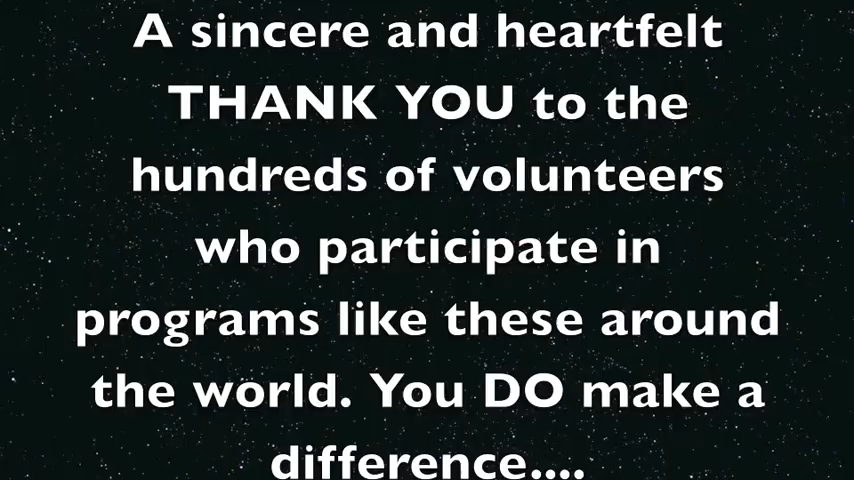 A sincere and heartfelt
THANK YOU to the
hundreds of volunteers
who participate in
programs like these around
the world. You DO make a
difference....